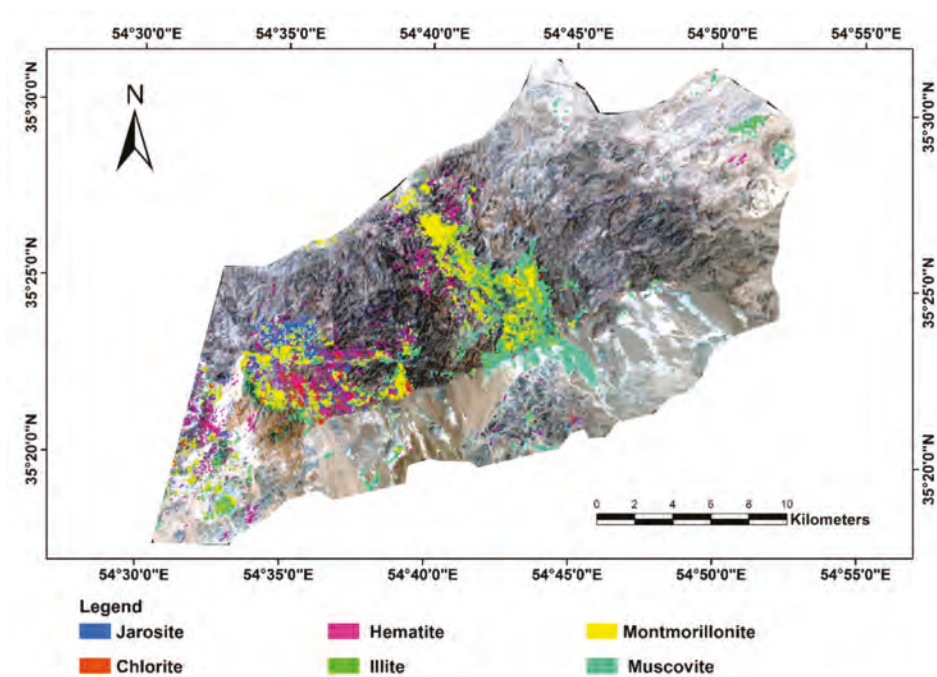 54°30'0"E 54°35'0"E 54°40'0"E 54°45'0"E 54°50'0"E 54°55'0"E
35°30'0"N
35°30'0"N
N
35°25'0"N
35°25'0"N
35°20'0"N
35°20'0"N
0 2 4 6 8 10
Kilometers
54°30'0"E 54°35'0"E 54°40'0"E 54°45'0"E 54°50'0"E 54°55'0"E
Legend
Jarosite Hematite Montmorillonite
Chlorite Illite Muscovite